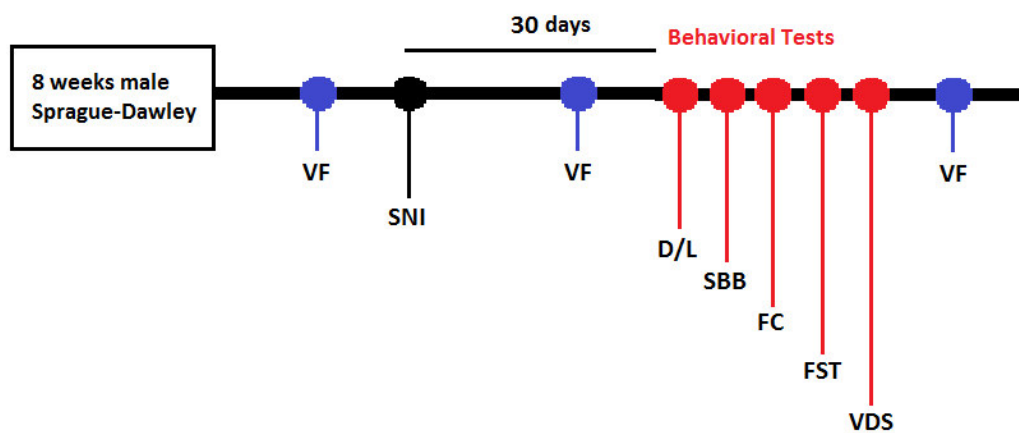 30 days
Behavioral Tests
8 weeks male
Sprague-Dawley
VF
SNI
VF
D/L
SBB
FC
FST
VDS
VF